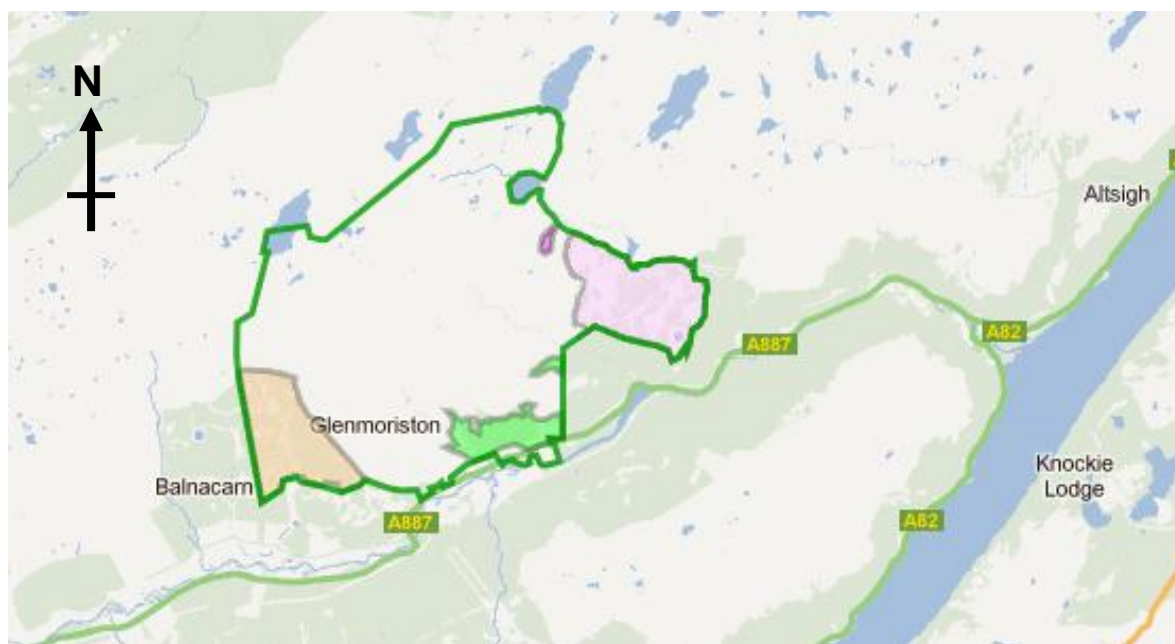 N
Altsigh
A82
A887
Glenmoriston
Knockie
Lodge
Balnacarn
A887
A82